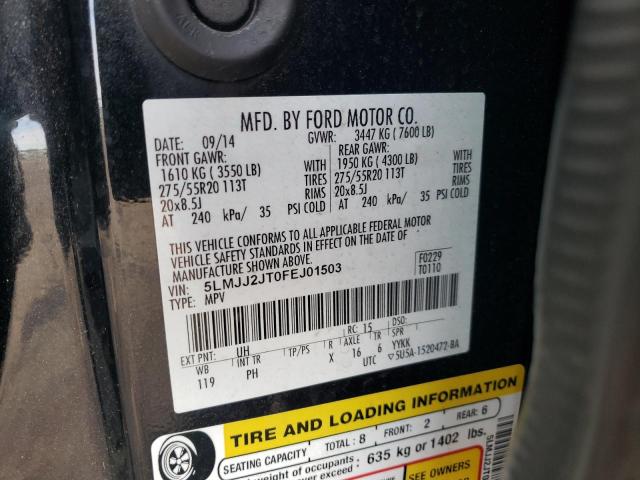 MFD. BY FORD MOTOR CO.
DATE: 09/14 GVWR: 3447 KG ( 7600 LB)
FRONT GAWR: REAR GAWR:
1610 KG ( 3550 LB) WITH 1950 KG ( 4300 LB) WITH
275/55R20 113T TIRES 275/55R20 113T TIRES
20x8.5J RIMS 20x8.5J RIMS
AT 240 kPa/ 35 PSI COLD AT 240 kPa/ 35 PSI COLD
THIS VEHICLE CONFORMS TO ALL APPLICABLE FEDERAL MOTOR
VEHICLE SAFETY STANDARDS IN EFFECT ON THE DATE OF
MANUFACTURE SHOWN ABOVE.
VIN: 5LMJJ2JT0FEJ01503 F0229
TYPE: MPV T0110
EXT PNT: UH RC: 15 DSO:
WB INT TR TP/PS R AXLE TR SPR
119 PH X 16 6 YYKK
UTC ▽5U5A-1520472-BA
TIRE AND LOADING INFORMATION
SEATING CAPACITY TOTAL: 8 FRONT: 2 REAR: 6
weight of occupants
ever exceed : 635 kg or 1402 lbs.
SEE OWNERS